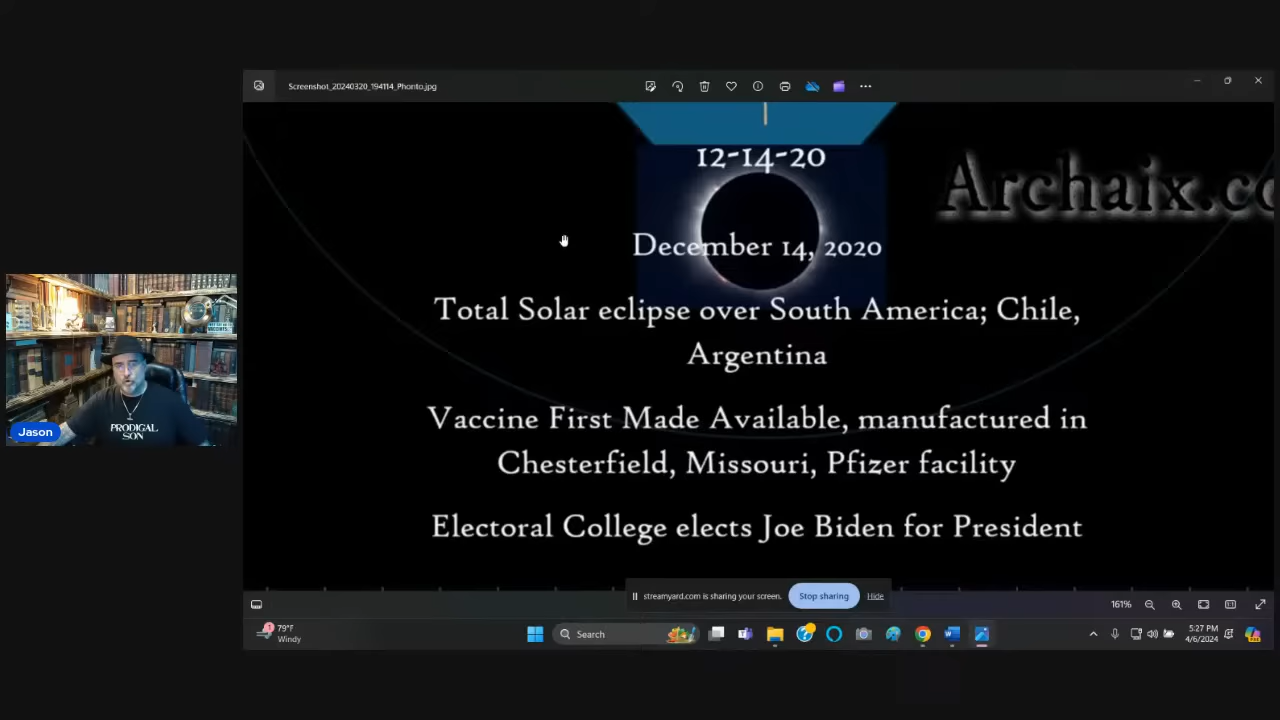 Screenshot_20240320_194114_Phonto.jpg
12-14-20
Archaix.co
December 14, 2020
Total Solar eclipse over South America; Chile,
Argentina
Vaccine First Made Available, manufactured in
Chesterfield, Missouri, Pfizer facility
Electoral College elects Joe Biden for President
Jason
PRODIGAL
SON
streamyard.com is sharing your screen.
Stop sharing
Hide
161%
1
79°F
Windy
Search
5:27 PM
4/6/2024